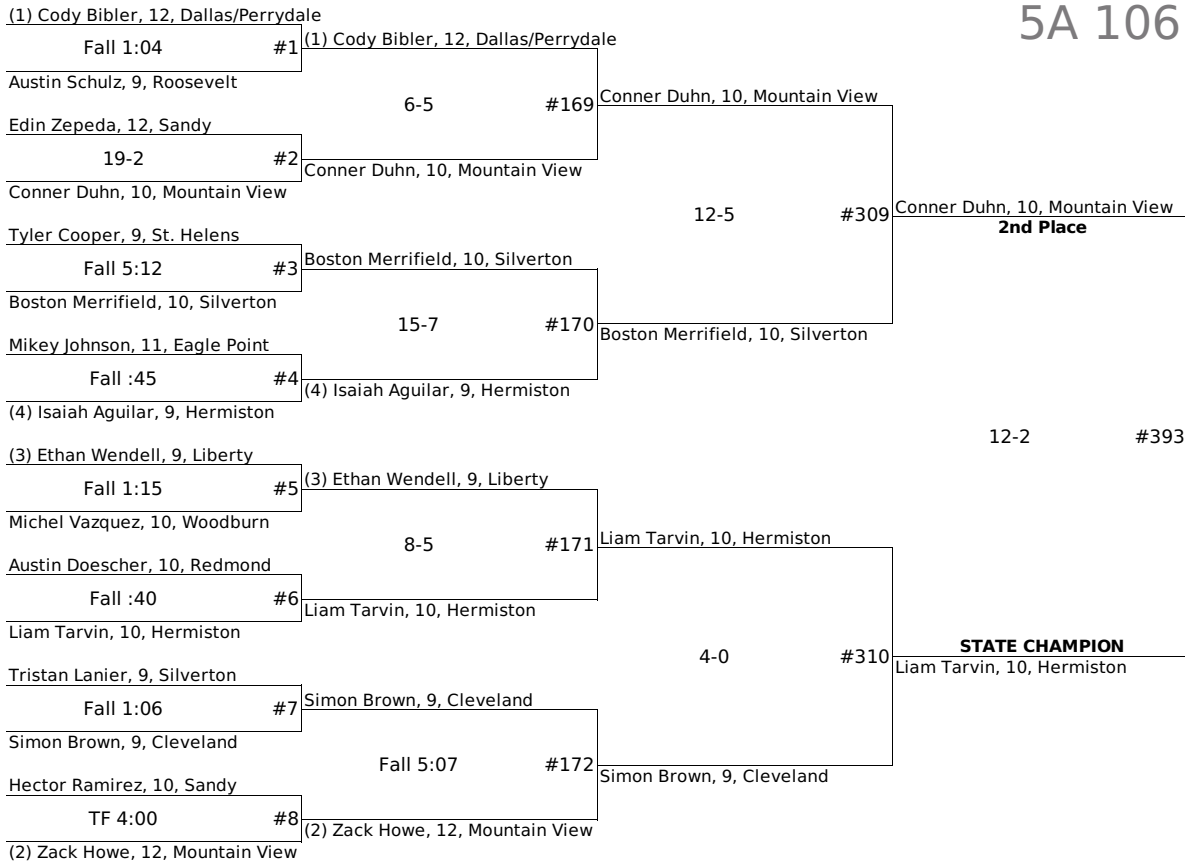 5A 106
(1) Cody Bibler, 12, Dallas/Perrydale
Fall 1:04 #1
Austin Schulz, 9, Roosevelt
Edin Zepeda, 12, Sandy
19-2 #2
Conner Duhn, 10, Mountain View
Tyler Cooper, 9, St. Helens
Fall 5:12 #3
Boston Merrifield, 10, Silverton
Mikey Johnson, 11, Eagle Point
Fall :45 #4
(4) Isaiah Aguilar, 9, Hermiston
(3) Ethan Wendell, 9, Liberty
Fall 1:15 #5
Michel Vazquez, 10, Woodburn
Austin Doescher, 10, Redmond
Fall :40 #6
Liam Tarvin, 10, Hermiston
Tristan Lanier, 9, Silverton
Fall 1:06 #7
Simon Brown, 9, Cleveland
Hector Ramirez, 10, Sandy
TF 4:00 #8
(2) Zack Howe, 12, Mountain View
(1) Cody Bibler, 12, Dallas/Perrydale
6-5 #169
Conner Duhn, 10, Mountain View
Boston Merrifield, 10, Silverton
15-7 #170
(4) Isaiah Aguilar, 9, Hermiston
(3) Ethan Wendell, 9, Liberty
8-5 #171
Liam Tarvin, 10, Hermiston
Simon Brown, 9, Cleveland
Fall 5:07 #172
(2) Zack Howe, 12, Mountain View
Conner Duhn, 10, Mountain View
12-5 #309
Boston Merrifield, 10, Silverton
Liam Tarvin, 10, Hermiston
4-0 #310
Simon Brown, 9, Cleveland
Conner Duhn, 10, Mountain View
2nd Place
12-2 #393
STATE CHAMPION
Liam Tarvin, 10, Hermiston